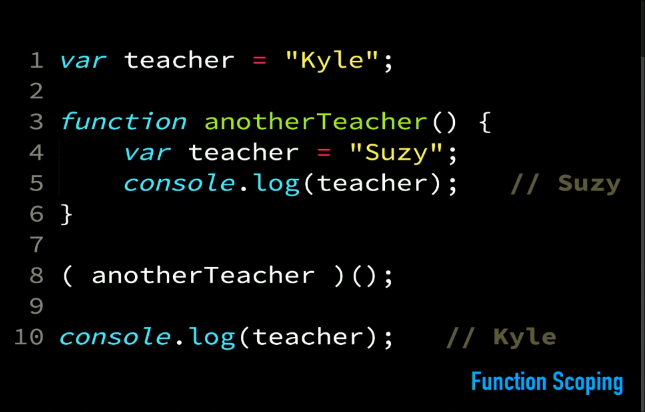 1 var teacher = "Kyle";
2
3 function anotherTeacher() {
4     var teacher = "Suzy";
5     console.log(teacher);   // Suzy
6 }
7
8 ( anotherTeacher )();
9
10 console.log(teacher);   // Kyle
Function Scoping